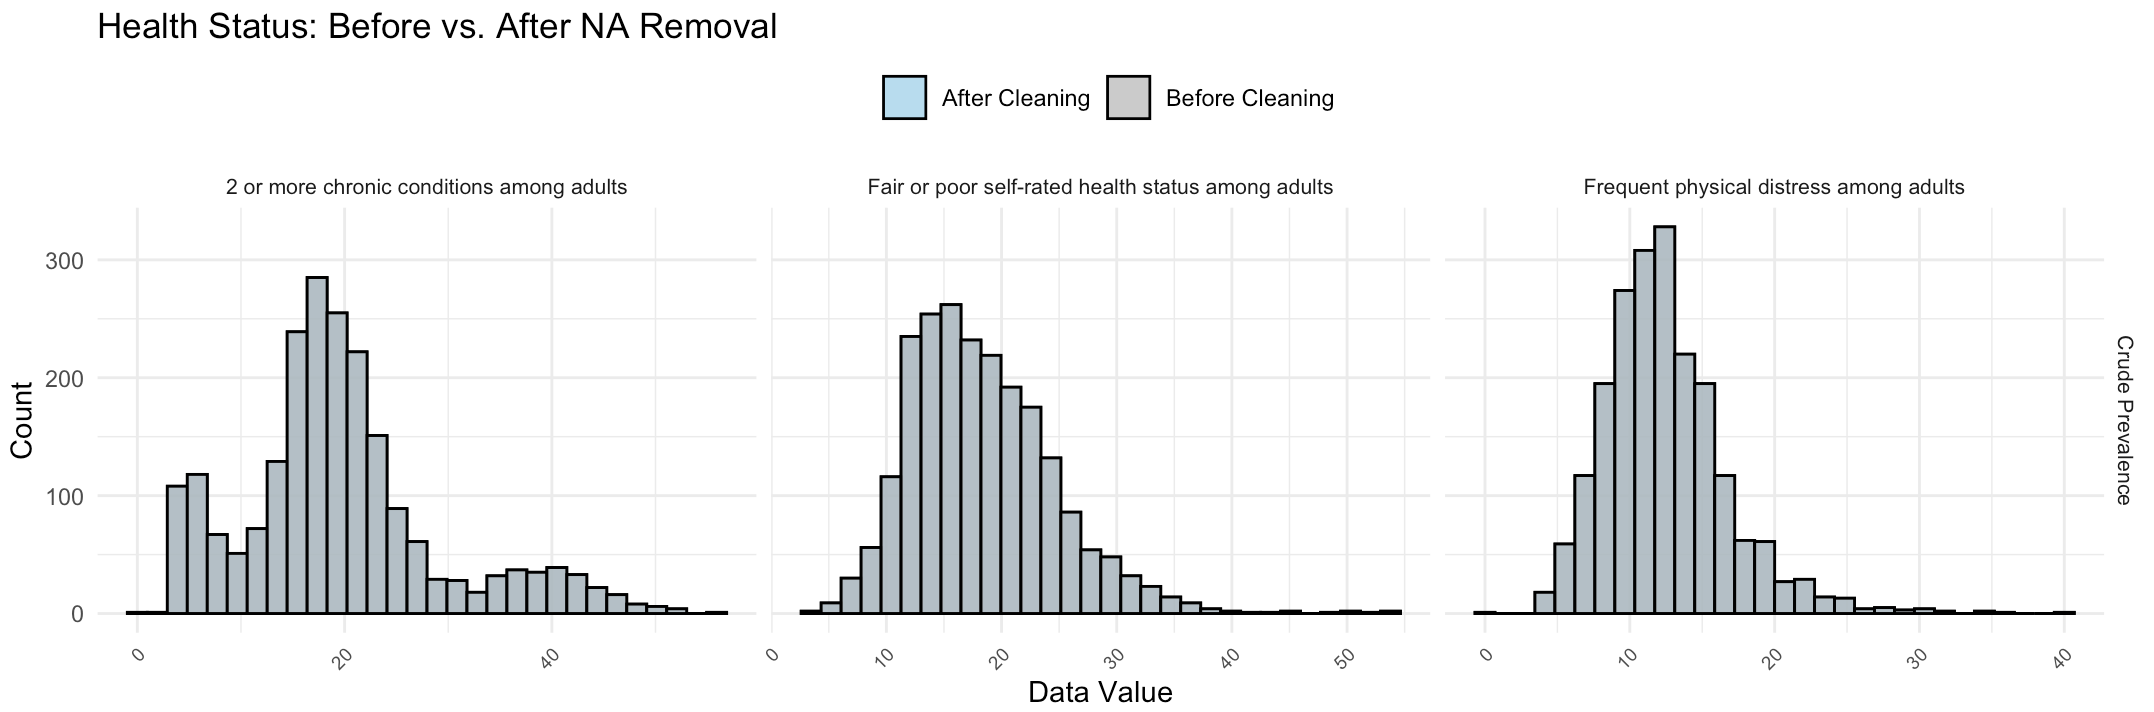 Health Status: Before vs. After NA Removal
After Cleaning
Before Cleaning
2 or more chronic conditions among adults
Fair or poor self-rated health status among adults
Frequent physical distress among adults
Count
300
200
100
0
Crude Prevalence
0
20
40
0
10
20
30
40
50
0
10
20
30
40
Data Value